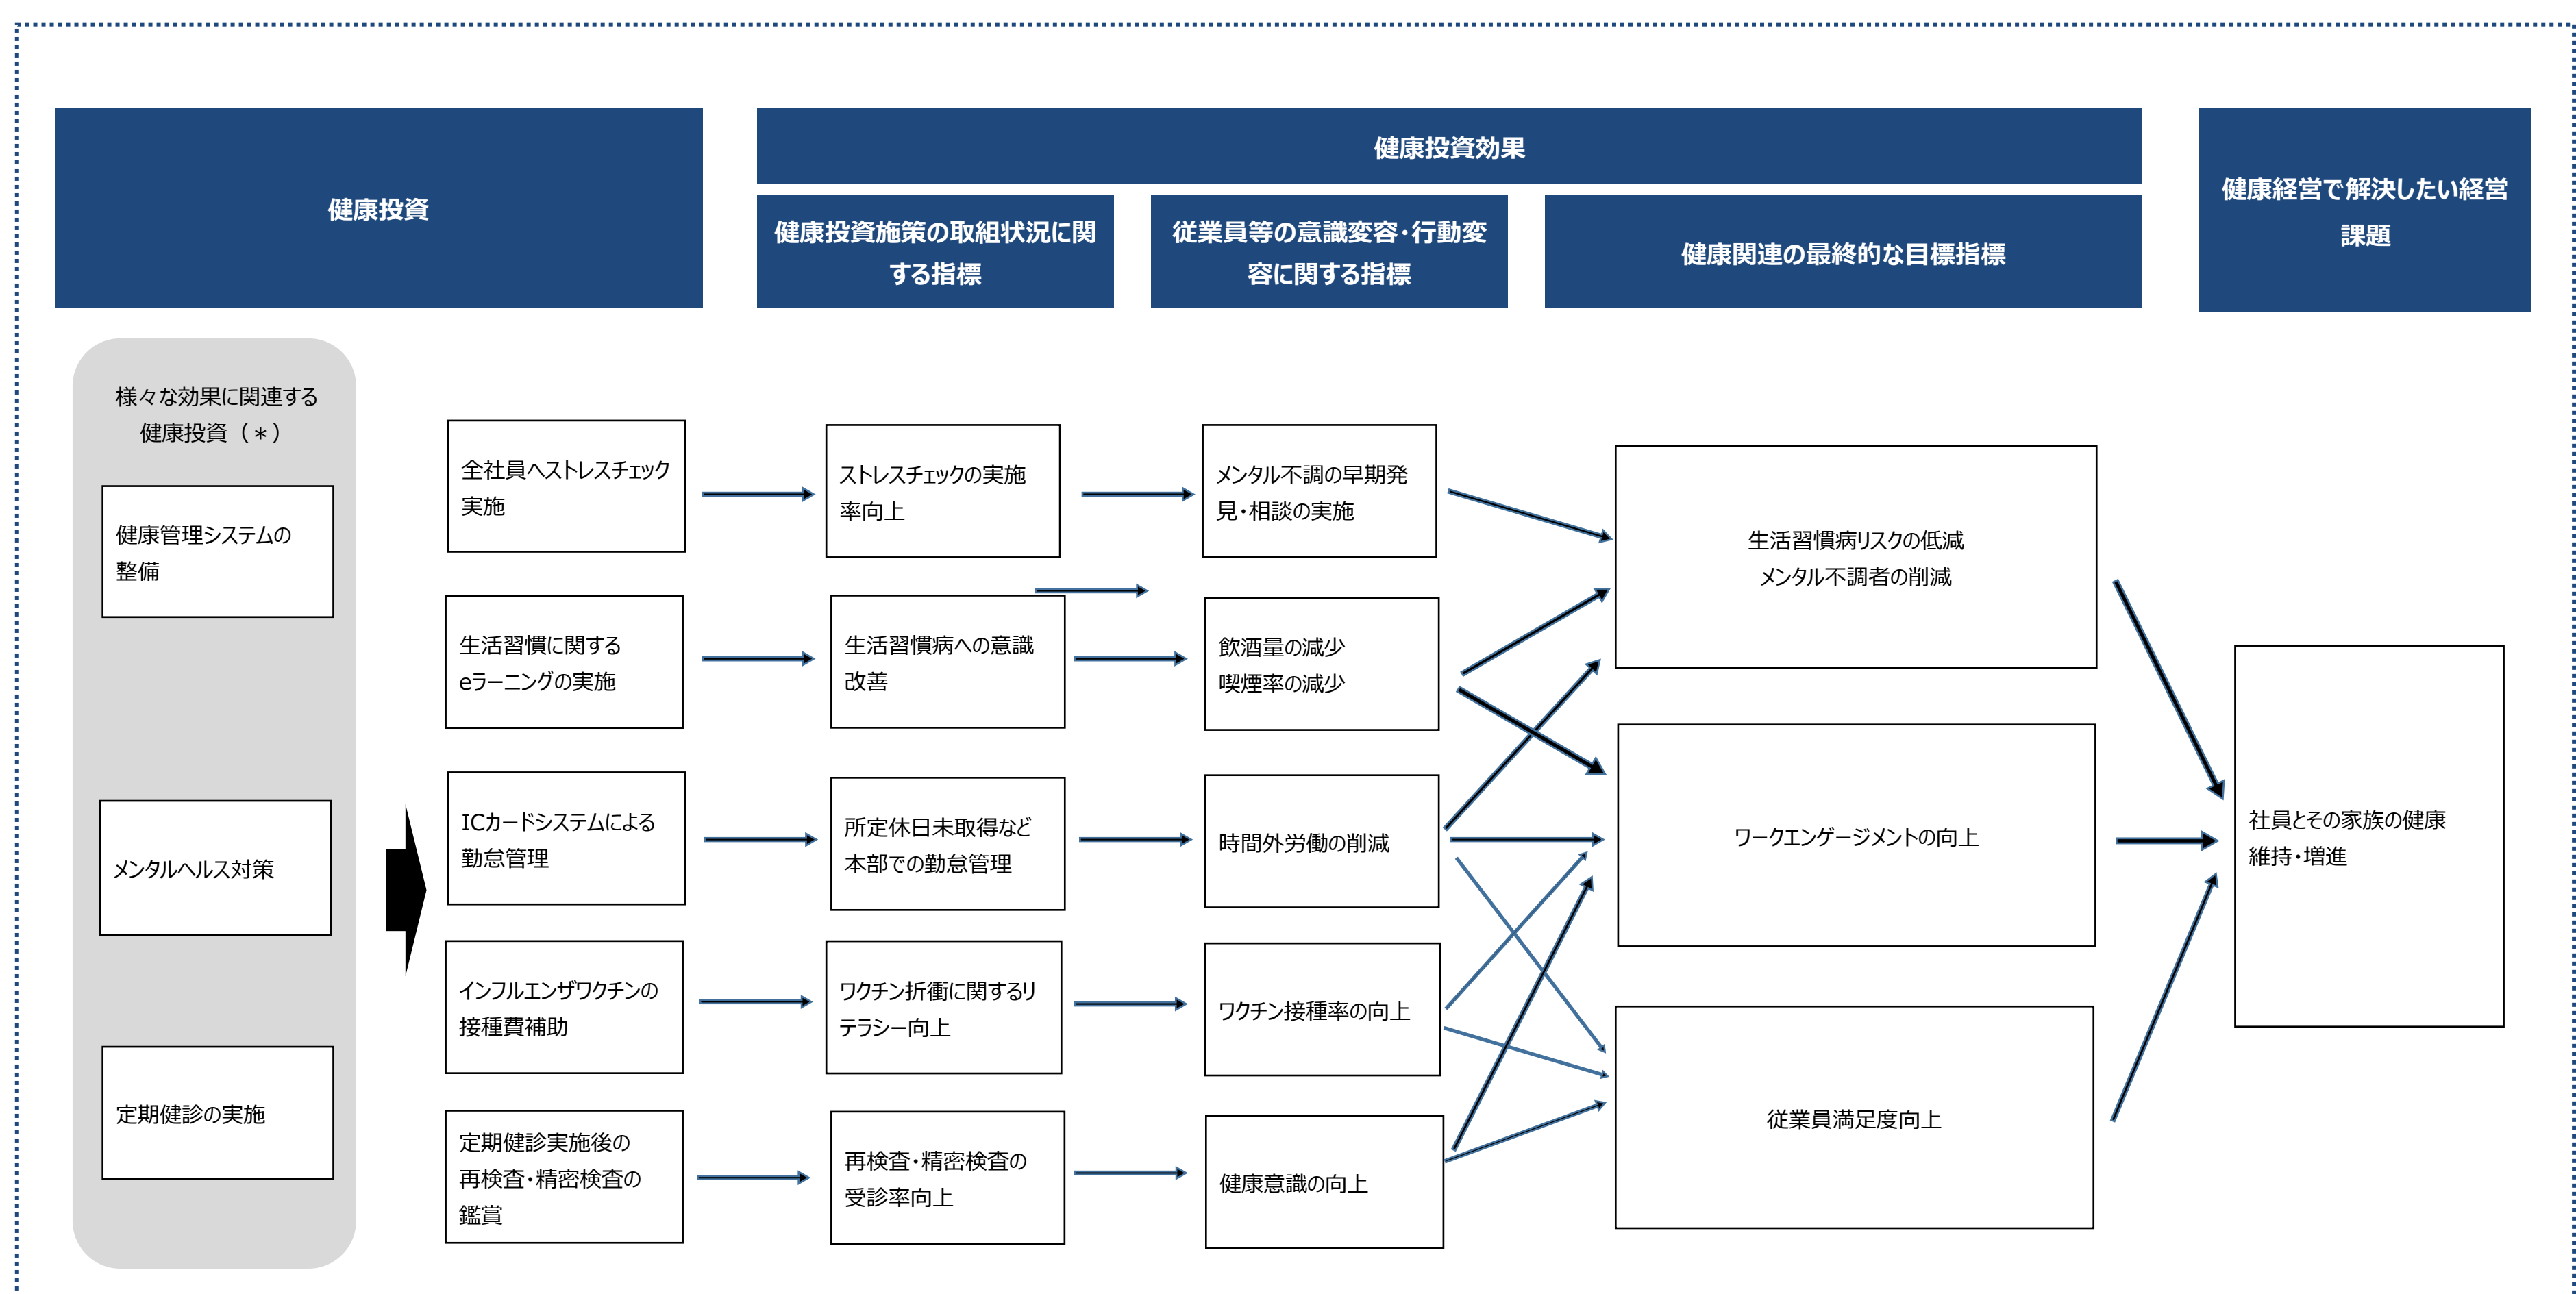 健康投資
健康投資効果
健康投資施策の取組状況に関
する指標
従業員等の意識変容・行動変
容に関する指標
健康関連の最終的な目標指標
健康経営で解決したい経営
課題
様々な効果に関連する
健康投資（＊）
健康管理システムの
整備
メンタルヘルス対策
定期健診の実施
全社員へストレスチェック
実施
生活習慣に関する
eラーニングの実施
ICカードシステムによる
勤怠管理
インフルエンザワクチンの
接種費補助
定期健診実施後の
再検査・精密検査の
鑑賞
ストレスチェックの実施
率向上
生活習慣病への意識
改善
所定休日未取得など
本部での勤怠管理
ワクチン折衝に関するリ
テラシー向上
再検査・精密検査の
受診率向上
メンタル不調の早期発
見・相談の実施
飲酒量の減少
喫煙率の減少
時間外労働の削減
ワクチン接種率の向上
健康意識の向上
生活習慣病リスクの低減
メンタル不調者の削減
ワークエンゲージメントの向上
従業員満足度向上
社員とその家族の健康
維持・増進